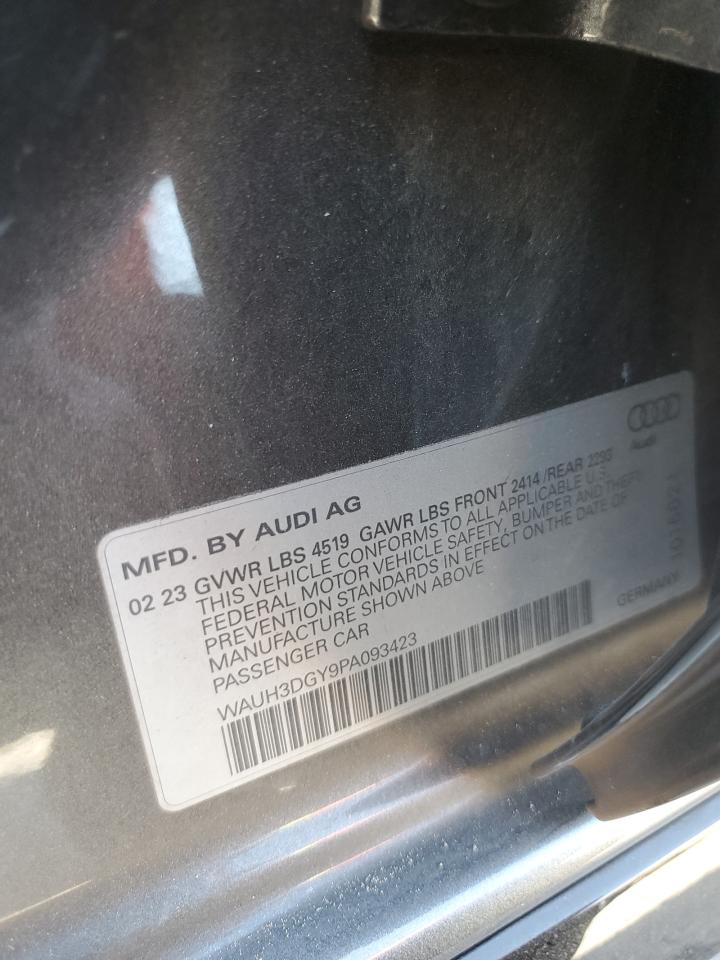 Audi
MFD. BY AUDI AG
02 23 GVWR LBS 4519 GAWR LBS FRONT 2414 /REAR 2293
THIS VEHICLE CONFORMS TO ALL APPLICABLE U.S.
FEDERAL MOTOR VEHICLE SAFETY, BUMPER AND THEFT
PREVENTION STANDARDS IN EFFECT ON THE DATE OF
MANUFACTURE SHOWN ABOVE
PASSENGER CAR
WAUH3DGY9PA093423
GERMANY